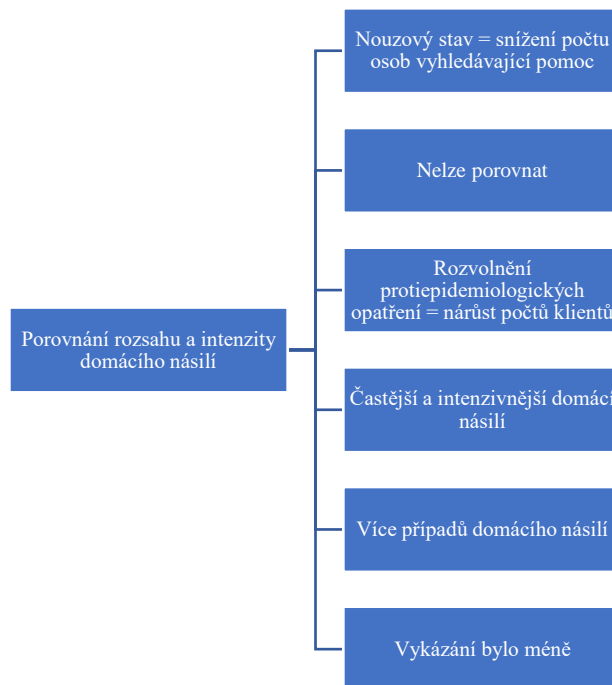 Nouzový stav = snížení počtu
osob vyhledávající pomoc
Nelze porovnat
Rozvolnění
protiepidemiologických
opatření = nárůst počtů klientů
Porovnání rozsahu a intenzity
domácího násilí
Častější a intenzivnější domácí
násilí
Více případů domácího násilí
Vykázání bylo méně